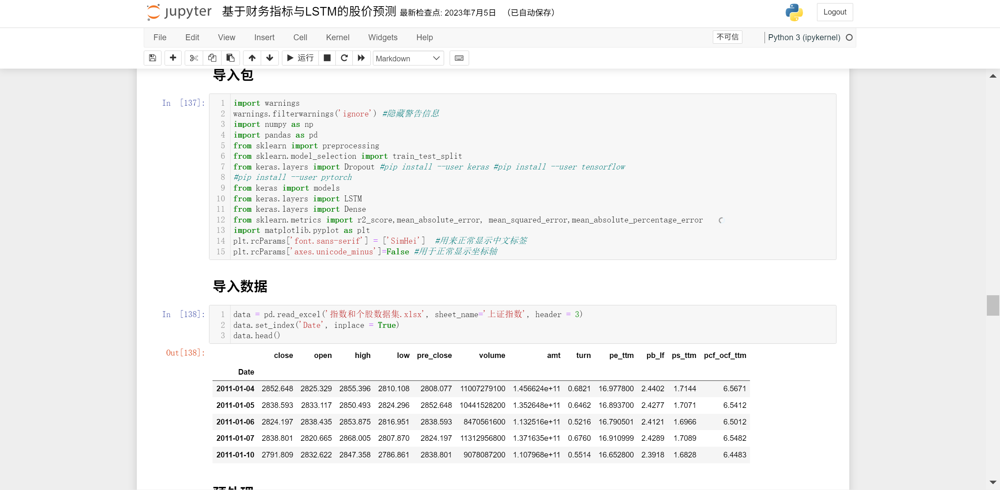 jupyter 基于财务指标与LSTM的股价预测 最新检查点: 2023年7月5日 （已自动保存） Logout
File Edit View Insert Cell Kernel Widgets Help 不可信 Python 3 (ipykernel)
运行 Markdown
导入包
In [137]:
1 import warnings
2 warnings.filterwarnings('ignore') #隐藏警告信息
3 import numpy as np
4 import pandas as pd
5 from sklearn import preprocessing
6 from sklearn.model_selection import train_test_split
7 from keras.layers import Dropout #pip install --user keras #pip install --user tensorflow
8 #pip install --user pytorch
9 from keras import models
10 from keras.layers import LSTM
11 from keras.layers import Dense
12 from sklearn.metrics import r2_score,mean_absolute_error, mean_squared_error,mean_absolute_percentage_error
13 import matplotlib.pyplot as plt
14 plt.rcParams['font.sans-serif'] = ['SimHei'] #用来正常显示中文标签
15 plt.rcParams['axes.unicode_minus']=False #用于正常显示坐标轴
导入数据
In [138]:
1 data = pd.read_excel('指数和个股数据集.xlsx', sheet_name='上证指数', header = 3)
2 data.set_index('Date', inplace = True)
3 data.head()
Out[138]:
close open high low pre_close volume amt turn pe_ttm pb_lf ps_ttm pcf_ocf_ttm
Date
2011-01-04 2852.648 2825.329 2855.396 2810.108 2808.077 11007279100 1.456624e+11 0.6821 16.977800 2.4402 1.7144 6.5671
2011-01-05 2838.593 2833.117 2850.493 2824.296 2852.648 10441528200 1.352648e+11 0.6462 16.893700 2.4277 1.7071 6.5412
2011-01-06 2824.197 2838.435 2853.875 2816.951 2838.593 8470561600 1.132516e+11 0.5216 16.790501 2.4121 1.6966 6.5012
2011-01-07 2838.801 2820.665 2868.005 2807.870 2824.197 11312956800 1.371635e+11 0.6760 16.910999 2.4289 1.7089 6.5482
2011-01-10 2791.809 2832.622 2847.358 2786.861 2838.801 9078087200 1.107968e+11 0.5514 16.652800 2.3918 1.6828 6.4483